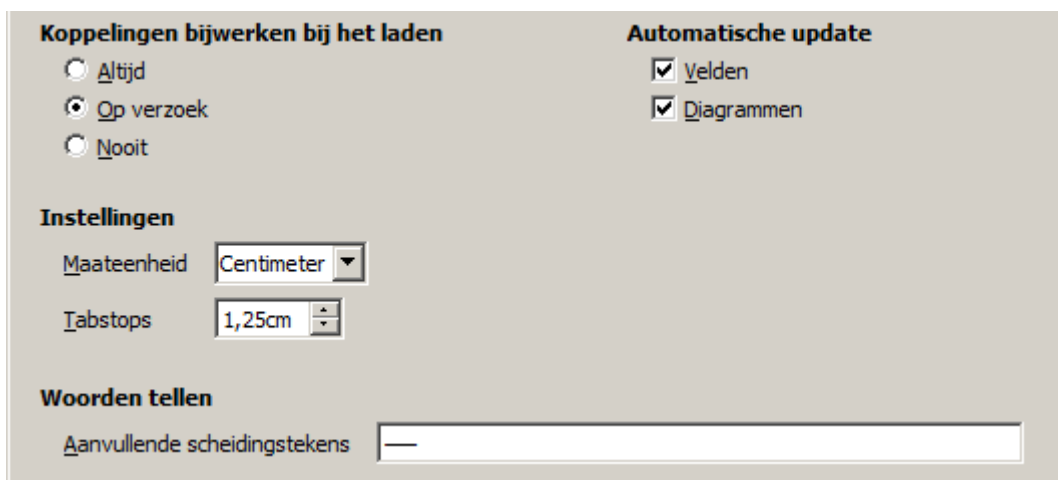 Koppelingen bijwerken bij het laden
Altijd
Op verzoek
Nooit
Automatische update
Velden
Diagrammen
Instellingen
Maateenheid Centimeter
Tabstops 1,25cm
Woorden tellen
Aanvullende scheidingstekens —–